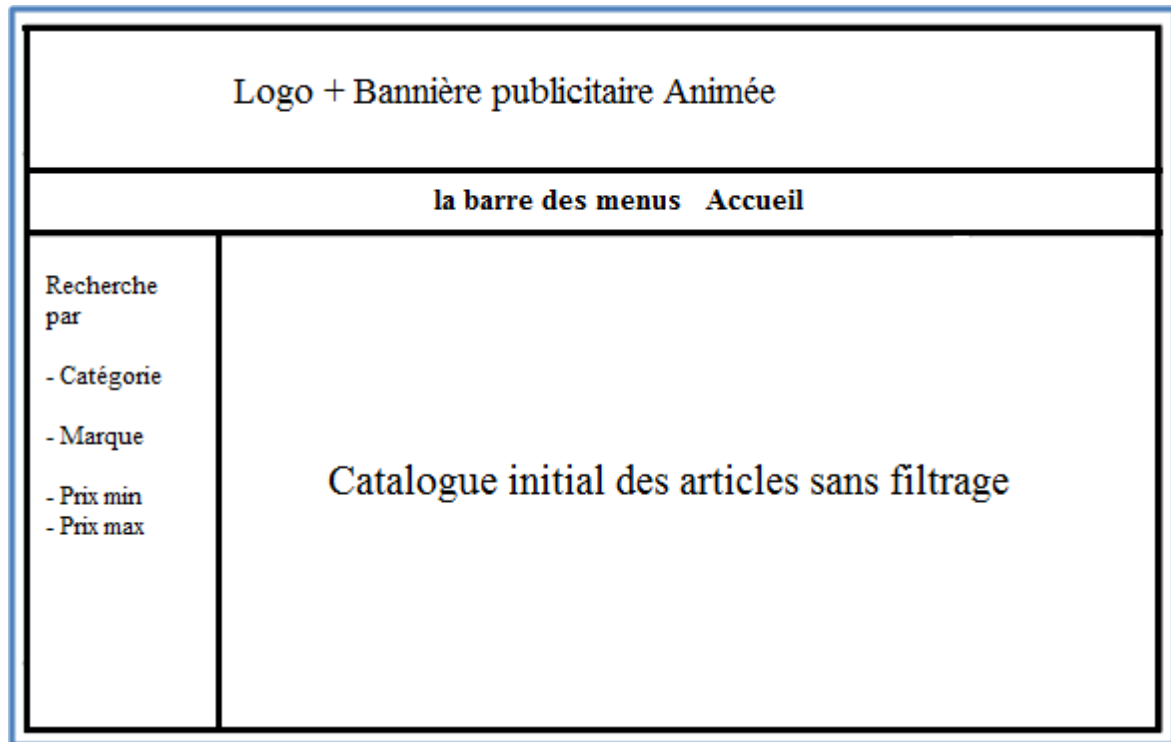 Logo + Bannière publicitaire Animée
la barre des menus Accueil
Recherche
par
- Catégorie
- Marque
- Prix min
- Prix max
Catalogue initial des articles sans filtrage